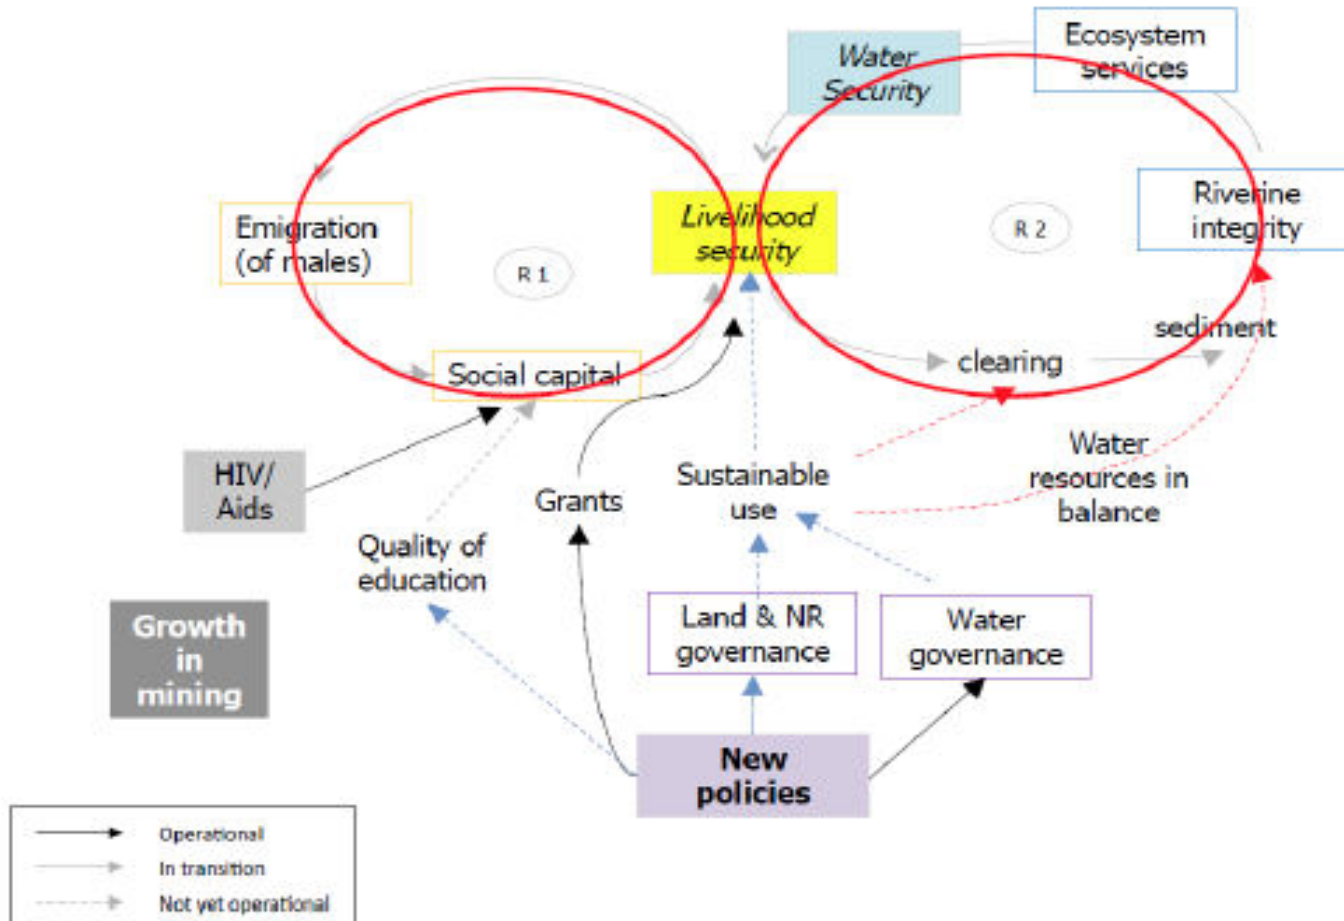 Water
Security
Ecosystem
services
Emigration
(of males)
R 1
Livelihood
security
R 2
Riverine
integrity
Social capital
clearing
sediment
HIV/
Aids
Quality of
education
Grants
Sustainable
use
Water
resources in
balance
Growth
in
mining
Land & NR
governance
Water
governance
New
policies
Operational
In transition
Not yet operational